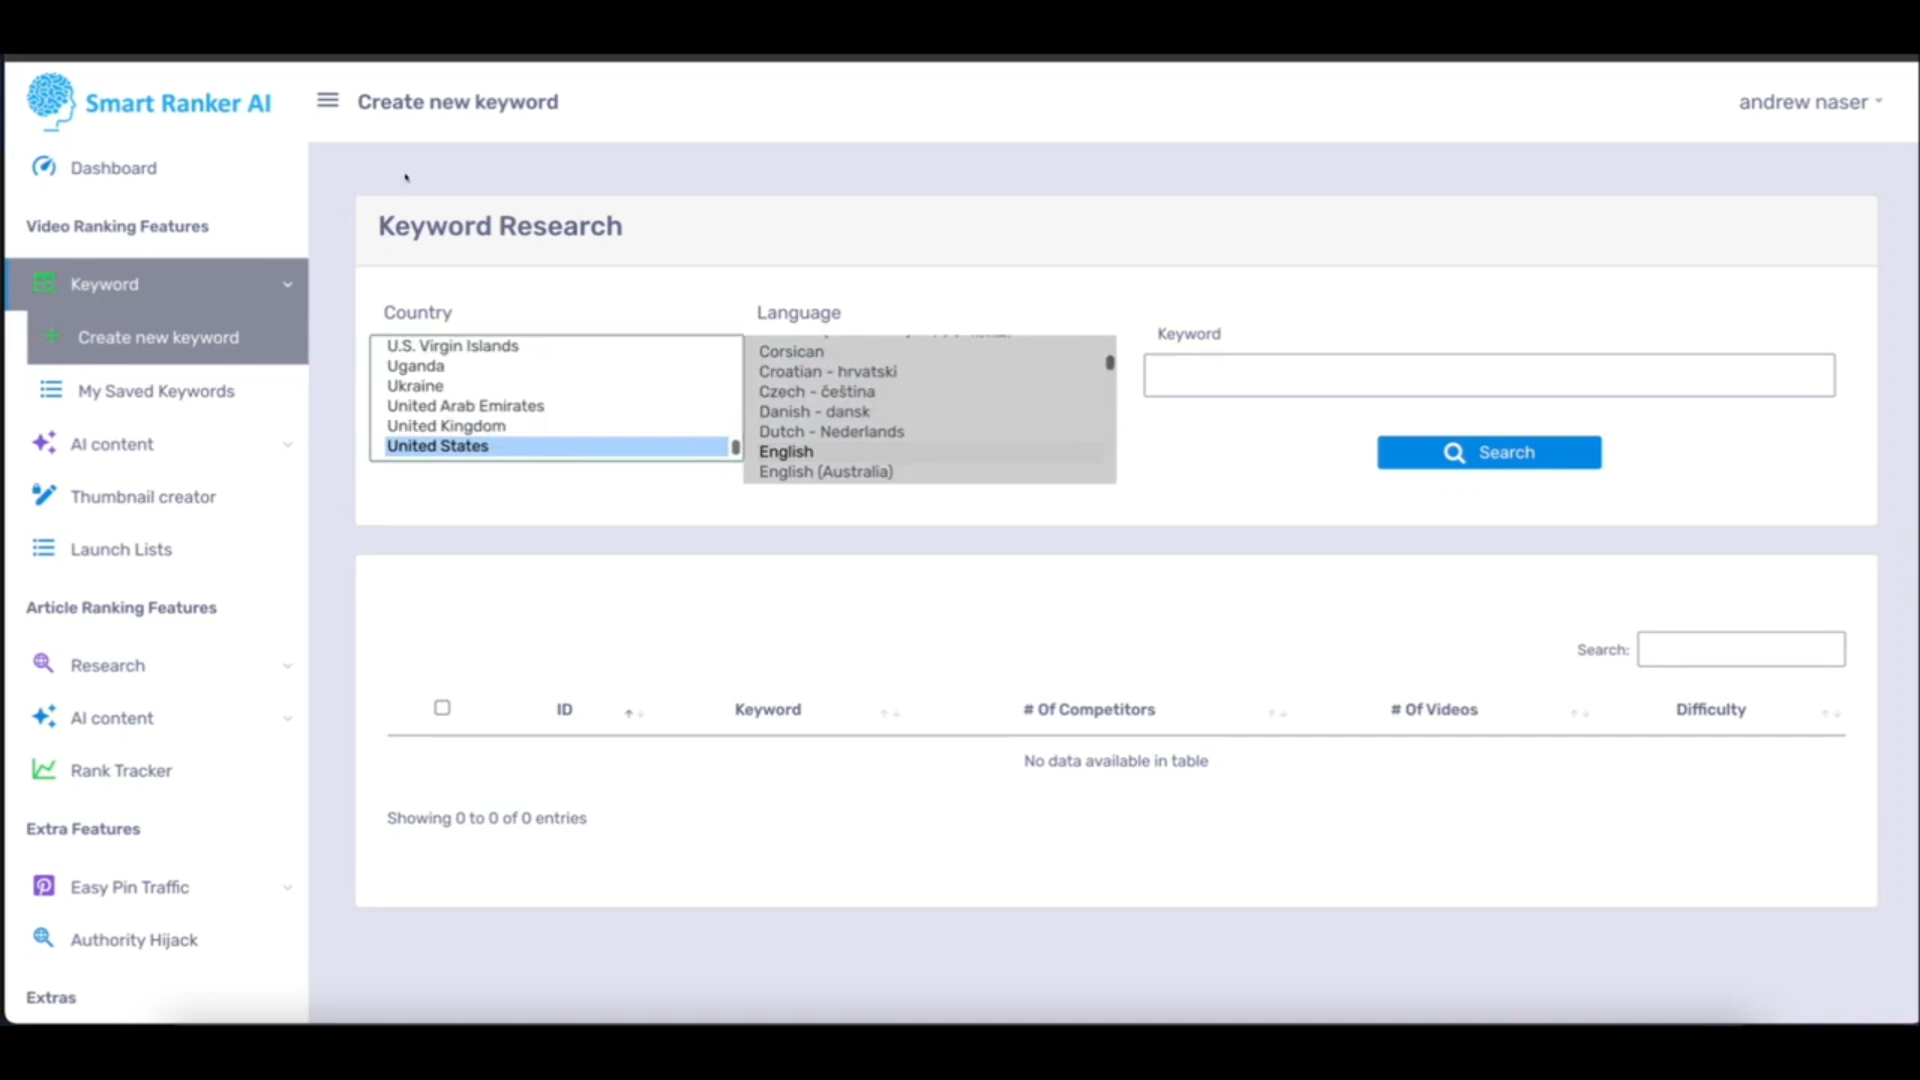 Smart Ranker AI
Create new keyword
andrew naser
Dashboard
Video Ranking Features
Keyword
Create new keyword
My Saved Keywords
AI content
Thumbnail creator
Launch Lists
Article Ranking Features
Research
AI content
Rank Tracker
Extra Features
Easy Pin Traffic
Authority Hijack
Extras
Keyword Research
Country
U.S. Virgin Islands
Uganda
Ukraine
United Arab Emirates
United Kingdom
United States
Language
Corsican
Croatian - hrvatski
Czech - čeština
Danish - dansk
Dutch - Nederlands
English
English (Australia)
Keyword
Search
Search:
ID Keyword # Of Competitors # Of Videos Difficulty
No data available in table
Showing 0 to 0 of 0 entries